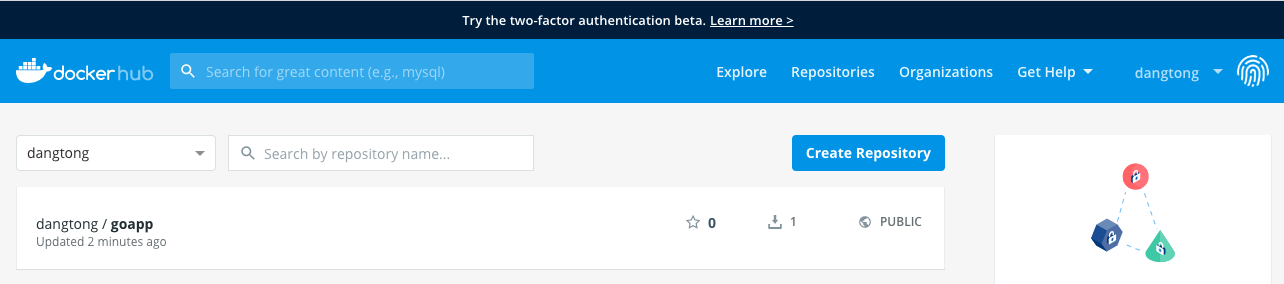 Try the two-factor authentication beta. Learn more >
dockerhub
Search for great content (e.g., mysql)
Explore
Repositories
Organizations
Get Help
dangtong
dangtong
Search by repository name...
Create Repository
dangtong / goapp
0
1
PUBLIC
Updated 2 minutes ago